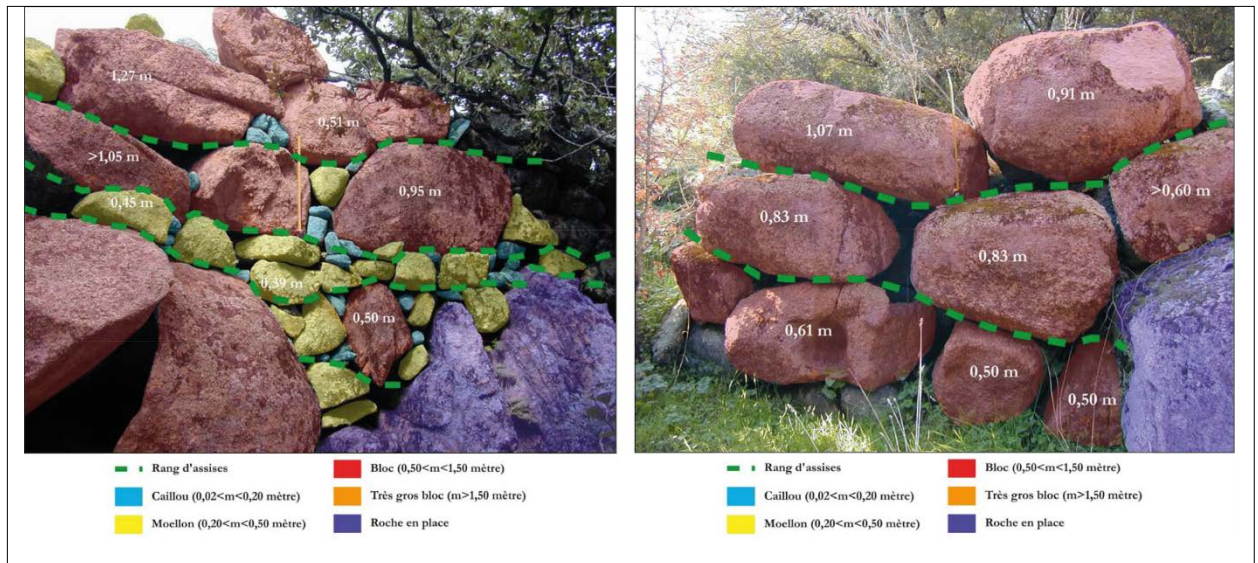 1,27 m
0,51 m
>1,05 m
0,95 m
0,45 m
0,39 m
0,50 m
Rang d'assises
Caillou (0,02<m<0,20 mètre)
Moellon (0,20<m<0,50 mètre)
Bloc (0,50<m<1,50 mètre)
Très gros bloc (m>1,50 mètre)
Roche en place
0,91 m
1,07 m
>0,60 m
0,83 m
0,83 m
0,61 m
0,50 m
0,50 m
Rang d'assises
Caillou (0,02<m<0,20 mètre)
Moellon (0,20<m<0,50 mètre)
Bloc (0,50<m<1,50 mètre)
Très gros bloc (m>1,50 mètre)
Roche en place